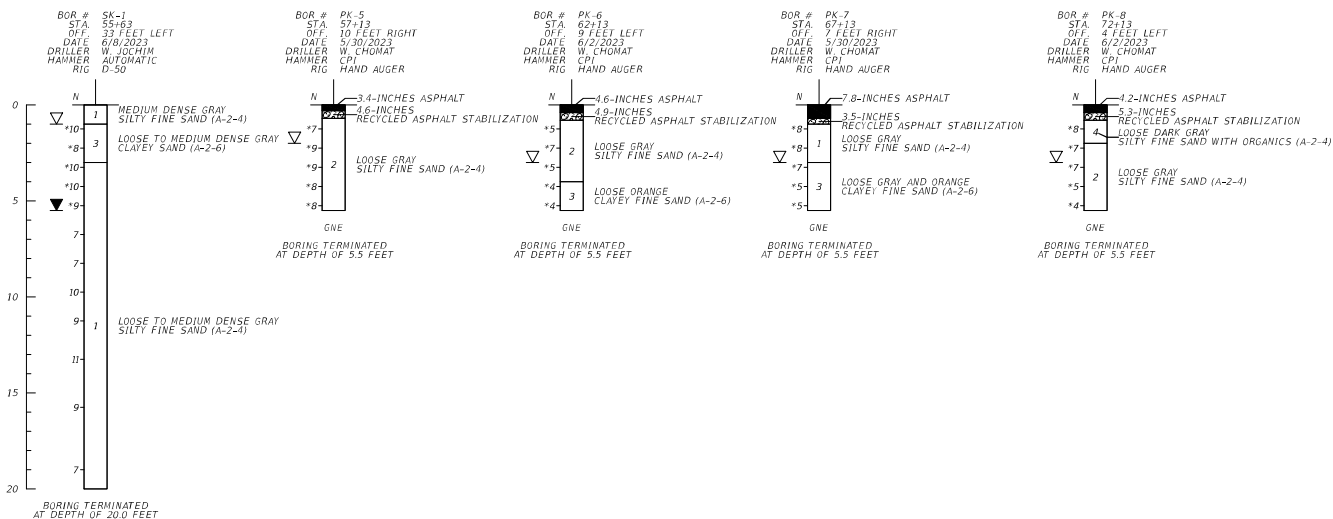 BOR # SK-1
STA. 55+63
OFF. 33 FEET LEFT
DATE 6/8/2023
DRILLER W. JOCHIM
HAMMER AUTOMATIC
RIG D-50
BOR # PK-5
STA. 57+13
OFF. 10 FEET RIGHT
DATE 5/30/2023
DRILLER W. CHOMAT
HAMMER CPI
RIG HAND AUGER
BOR # PK-6
STA. 62+13
OFF. 9 FEET LEFT
DATE 6/2/2023
DRILLER W. CHOMAT
HAMMER CPI
RIG HAND AUGER
BOR # PK-7
STA. 67+13
OFF. 7 FEET RIGHT
DATE 5/30/2023
DRILLER W. CHOMAT
HAMMER CPI
RIG HAND AUGER
BOR # PK-8
STA. 72+13
OFF. 4 FEET LEFT
DATE 6/2/2023
DRILLER W. CHOMAT
HAMMER CPI
RIG HAND AUGER
0
5
10
15
20
N
*10
*8
*10
*10
*9
7
7
10
9
11
9
7
1
3
1
MEDIUM DENSE GRAY
SILTY FINE SAND (A-2-4)
LOOSE TO MEDIUM DENSE GRAY
CLAYEY SAND (A-2-6)
LOOSE TO MEDIUM DENSE GRAY
SILTY FINE SAND (A-2-4)
BORING TERMINATED
AT DEPTH OF 20.0 FEET
N
*7
*9
*9
*8
*8
2
3.4-INCHES ASPHALT
4.6-INCHES
RECYCLED ASPHALT STABILIZATION
LOOSE GRAY
SILTY FINE SAND (A-2-4)
GNE
BORING TERMINATED
AT DEPTH OF 5.5 FEET
N
*5
*7
*5
*4
*4
2
3
4.6-INCHES ASPHALT
4.9-INCHES
RECYCLED ASPHALT STABILIZATION
LOOSE GRAY
SILTY FINE SAND (A-2-4)
LOOSE ORANGE
CLAYEY FINE SAND (A-2-6)
GNE
BORING TERMINATED
AT DEPTH OF 5.5 FEET
N
*8
*8
*7
*5
*5
1
3
7.8-INCHES ASPHALT
3.5-INCHES
RECYCLED ASPHALT STABILIZATION
LOOSE GRAY
SILTY FINE SAND (A-2-4)
LOOSE GRAY AND ORANGE
CLAYEY FINE SAND (A-2-6)
GNE
BORING TERMINATED
AT DEPTH OF 5.5 FEET
N
*8
*7
*7
*5
*4
4
2
4.2-INCHES ASPHALT
5.3-INCHES
RECYCLED ASPHALT STABILIZATION
LOOSE DARK GRAY
SILTY FINE SAND WITH ORGANICS (A-2-4)
LOOSE GRAY
SILTY FINE SAND (A-2-4)
GNE
BORING TERMINATED
AT DEPTH OF 5.5 FEET